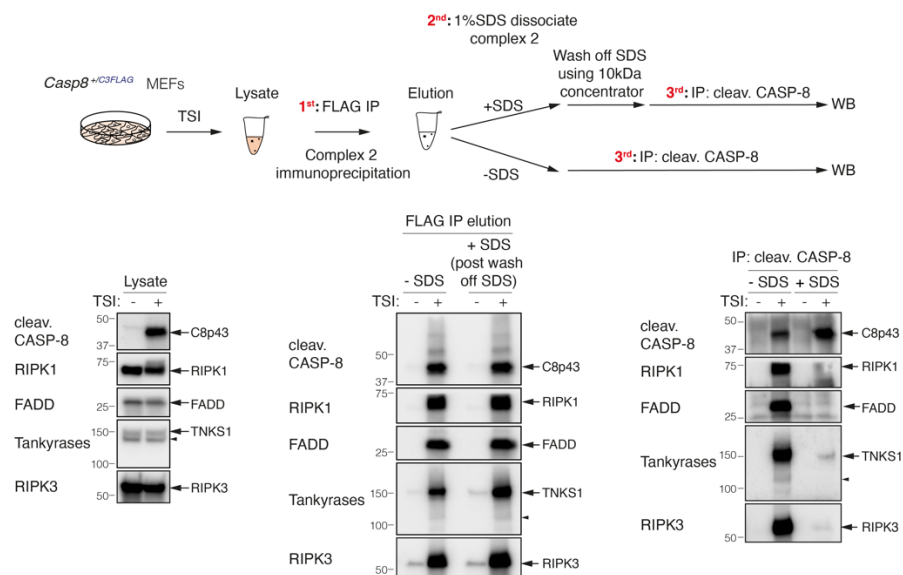 2nd: 1%SDS dissociate
complex 2
Casp8+/C3FLAG MEFs
TSI
Lysate
1st: FLAG IP
Complex 2
immunoprecipitation
Elution
+SDS
-SDS
Wash off SDS
using 10kDa
concentrator
3rd: IP: cleav. CASP-8
WB
3rd: IP: cleav. CASP-8
WB
Lysate
TSI: - +
cleav.
CASP-8
50
37
C8p43
RIPK1
75
RIPK1
FADD
25
FADD
Tankyrases
150
100
TNKS1
RIPK3
50
RIPK3
FLAG IP elution
- SDS
+ SDS
(post wash
off SDS)
TSI: - + - +
cleav.
CASP-8
50
37
C8p43
RIPK1
75
RIPK1
FADD
25
FADD
Tankyrases
150
100
TNKS1
RIPK3
50
RIPK3
IP: cleav. CASP-8
- SDS + SDS
TSI: - + - +
cleav.
CASP-8
50
37
C8p43
RIPK1
75
RIPK1
FADD
25
FADD
Tankyrases
150
100
TNKS1
RIPK3
50
RIPK3